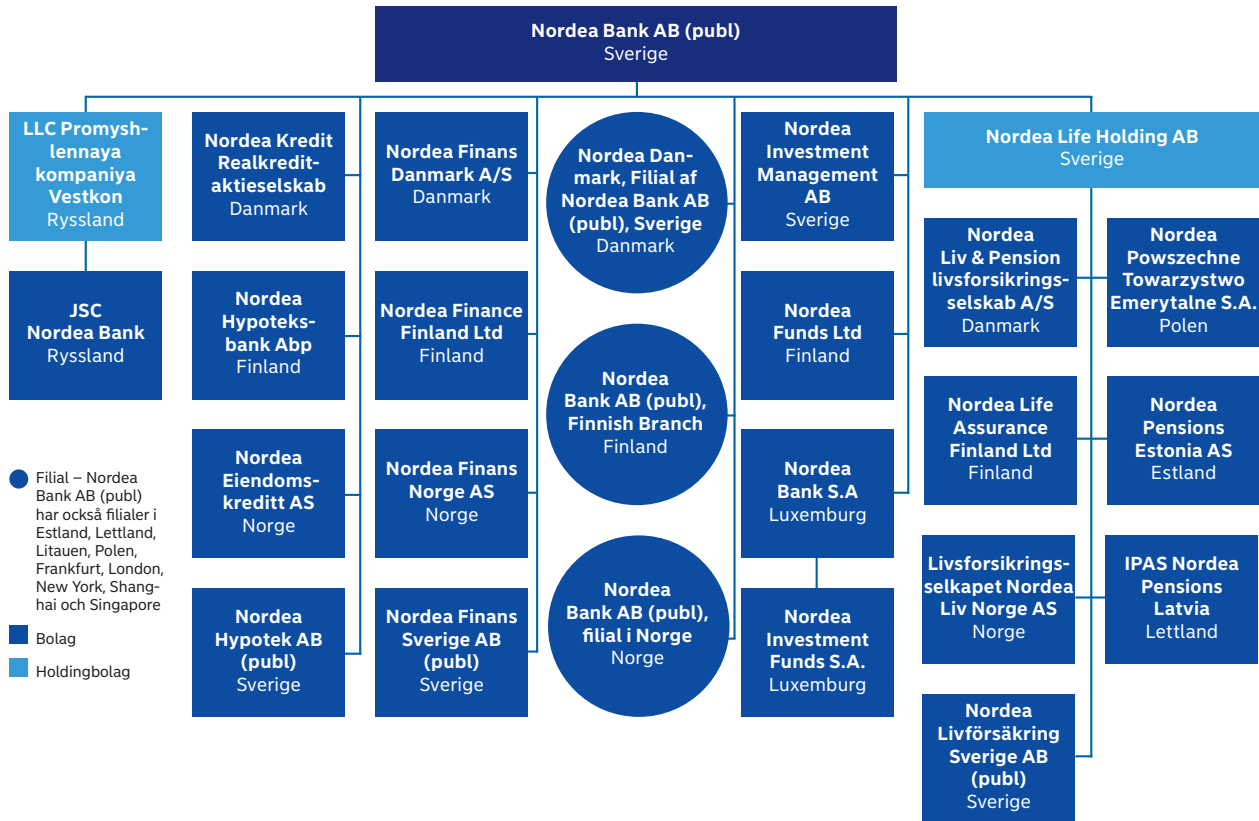 Nordea Bank AB (publ)
Sverige
LLC Promysh-
lennaya
kompaniya
Vestkon
Ryssland
JSC
Nordea Bank
Ryssland
Nordea Kredit
Realkredit-
aktieselskab
Danmark
Nordea
Hypoteks-
bank Abp
Finland
Nordea
Eiendoms-
kreditt AS
Norge
Nordea
Hypotek AB
(publ)
Sverige
Nordea Finans
Danmark A/S
Danmark
Nordea Finance
Finland Ltd
Finland
Nordea Finans
Norge AS
Norge
Nordea Finans
Sverige AB
(publ)
Sverige
Nordea Dan-
mark, Filial af
Nordea Bank AB
(publ), Sverige
Danmark
Nordea
Bank AB (publ),
Finnish Branch
Finland
Nordea
Bank AB (publ),
filial i Norge
Norge
Nordea
Investment
Management
AB
Sverige
Nordea
Funds Ltd
Finland
Nordea
Bank S.A
Luxemburg
Nordea
Investment
Funds S.A.
Luxemburg
Nordea Life Holding AB
Sverige
Nordea
Liv & Pension
livsforsikrings-
selskab A/S
Danmark
Nordea
Powszechne
Towarzystwo
Emerytalne S.A.
Polen
Nordea Life
Assurance
Finland Ltd
Finland
Nordea
Pensions
Estonia AS
Estland
Livsforsikrings-
selkapet Nordea
Liv Norge AS
Norge
IPAS Nordea
Pensions
Latvia
Lettland
Nordea
Livförsäkring
Sverige AB
(publ)
Sverige
Filial – Nordea
Bank AB (publ)
har också filialer i
Estland, Lettland,
Litauen, Polen,
Frankfurt, London,
New York, Shang-
hai och Singapore
Bolag
Holdingbolag